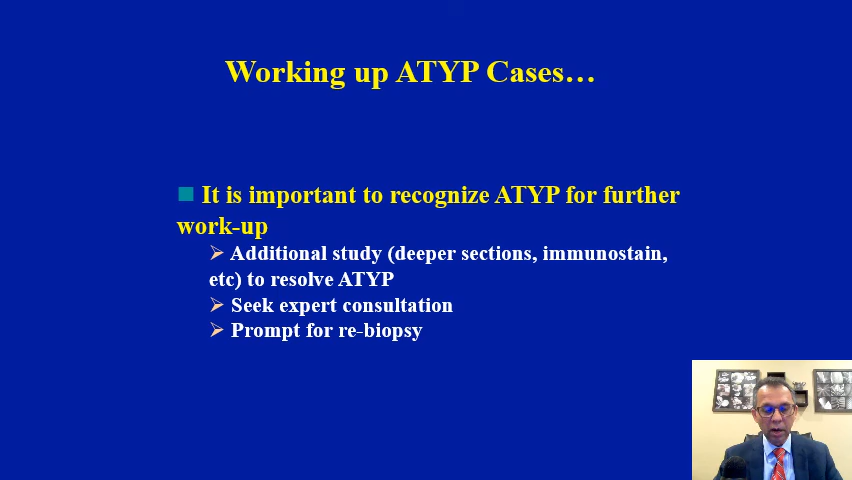 Working up ATYP Cases…
It is important to recognize ATYP for further
work-up
Additional study (deeper sections, immunostain,
etc) to resolve ATYP
Seek expert consultation
Prompt for re-biopsy